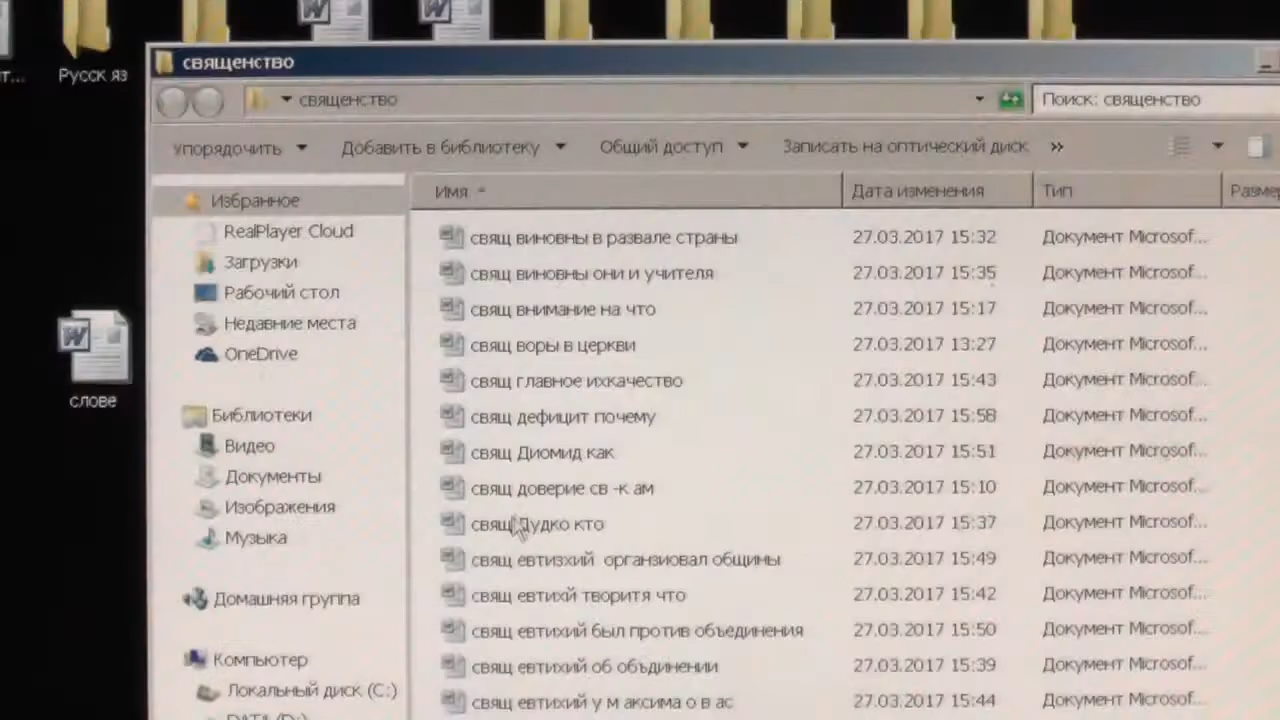 Русск яз
священство
священство
Поиск: священство
упорядочить
Добавить в библиотеку
Общий доступ
Записать на оптический диск
»
Имя
Дата изменения
Тип
Размер
Избранное
RealPlayer Cloud
Загрузки
Рабочий стол
Недавние места
OneDrive
Библиотеки
Видео
Документы
Изображения
Музыка
Домашняя группа
Компьютер
Локальный диск (C:)
DATA (D:)
слове
свящ виновны в развале страны 27.03.2017 15:32 Документ Microsof...
свящ виновны они и учителя 27.03.2017 15:35 Документ Microsof...
свящ внимание на что 27.03.2017 15:17 Документ Microsof...
свящ воры в церкви 27.03.2017 13:27 Документ Microsof...
свящ главное ихкачество 27.03.2017 15:43 Документ Microsof...
свящ дефицит почему 27.03.2017 15:58 Документ Microsof...
свящ Диомид как 27.03.2017 15:51 Документ Microsof...
свящ доверие св -к ам 27.03.2017 15:10 Документ Microsof...
свящ Дудко кто 27.03.2017 15:37 Документ Microsof...
свящ евтизхий органзиовал общины 27.03.2017 15:49 Документ Microsof...
свящ евтихй творитя что 27.03.2017 15:42 Документ Microsof...
свящ евтихий был против объединения 27.03.2017 15:50 Документ Microsof...
свящ евтихий об объдинении 27.03.2017 15:39 Документ Microsof...
свящ евтихий у м аксима о в ас 27.03.2017 15:44 Документ Microsof...